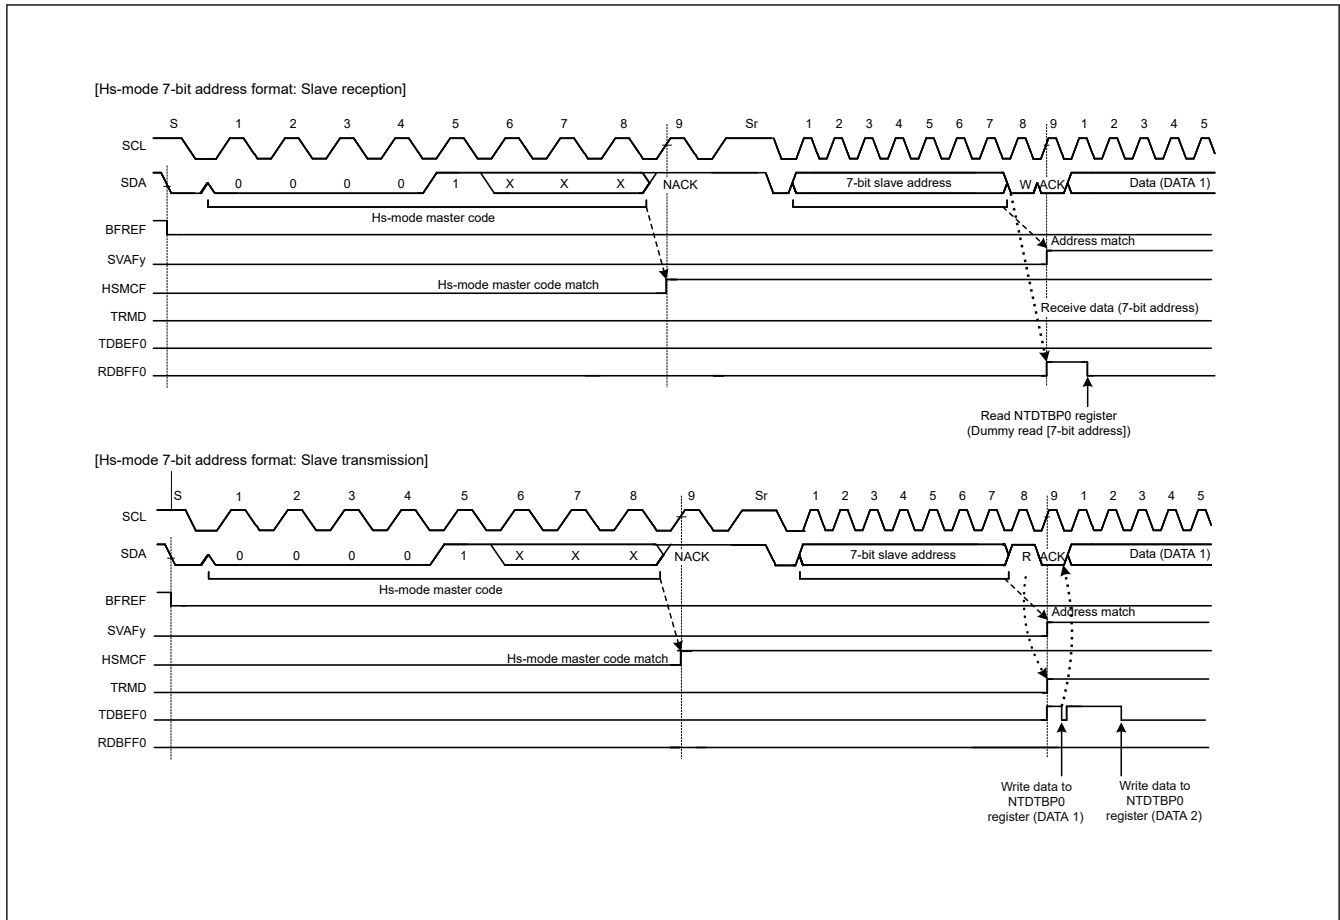 [Hs-mode 7-bit address format: Slave reception]
S 1 2 3 4 5 6 7 8 9 Sr 1 2 3 4 5 6 7 8 9 1 2 3 4 5
SCL
SDA 0 0 0 0 1 X X X NACK 7-bit slave address W ACK Data (DATA 1)
Hs-mode master code
BFREF
Address match
SVAFy
HSMCF Hs-mode master code match
Receive data (7-bit address)
TRMD
TDBEF0
RDBFF0
Read NTDTBP0 register
(Dummy read [7-bit address])
[Hs-mode 7-bit address format: Slave transmission]
S 1 2 3 4 5 6 7 8 9 Sr 1 2 3 4 5 6 7 8 9 1 2 3 4 5
SCL
SDA 0 0 0 0 1 X X X NACK 7-bit slave address R ACK Data (DATA 1)
Hs-mode master code
BFREF
Address match
SVAFy
HSMCF Hs-mode master code match
TRMD
TDBEF0
RDBFF0
Write data to
NTDTBP0
register (DATA 1)
Write data to
NTDTBP0
register (DATA 2)